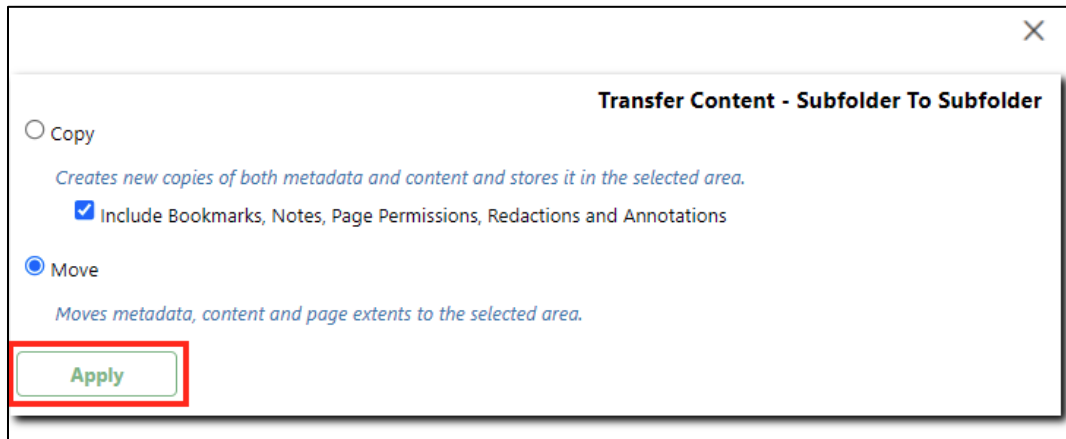 Transfer Content - Subfolder To Subfolder
Copy
Creates new copies of both metadata and content and stores it in the selected area.
Include Bookmarks, Notes, Page Permissions, Redactions and Annotations
Move
Moves metadata, content and page extents to the selected area.
Apply